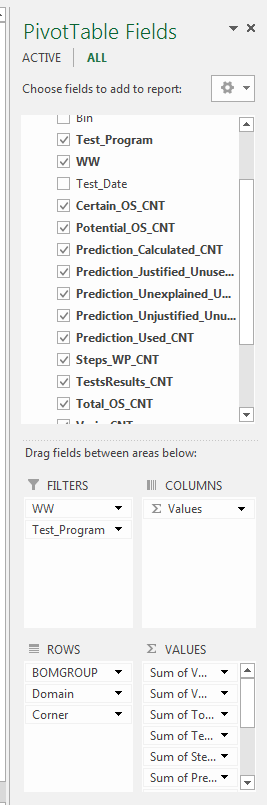 PivotTable Fields
ACTIVE ALL
Choose fields to add to report:
Bin
Test_Program
WW
Test_Date
Certain_OS_CNT
Potential_OS_CNT
Prediction_Calculated_CNT
Prediction_Justified_Unuse...
Prediction_Unexplained_U...
Prediction_Unjustified_Unu...
Prediction_Used_CNT
Steps_WP_CNT
TestsResults_CNT
Total_OS_CNT
Drag fields between areas below:
FILTERS
WW
Test_Program
COLUMNS
Σ Values
ROWS
BOMGROUP
Domain
Corner
Σ VALUES
Sum of V...
Sum of V...
Sum of To...
Sum of Te...
Sum of Ste...
Sum of Pre...